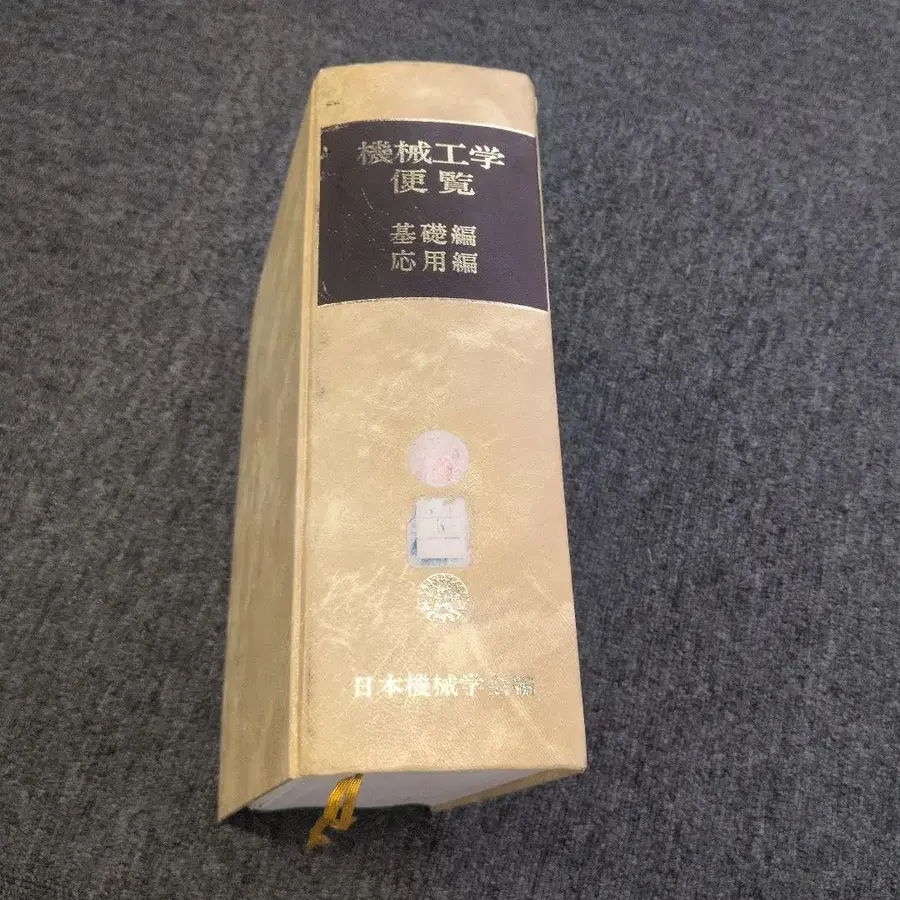 機械工学
便覧
基礎編
応用編
日本機械学会編